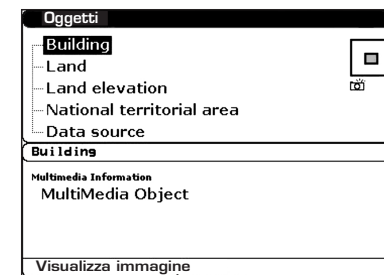 Oggetti
Building
Land
Land elevation
National territorial area
Data source
Building
Multimedia Information
MultiMedia Object
Visualizza immagine